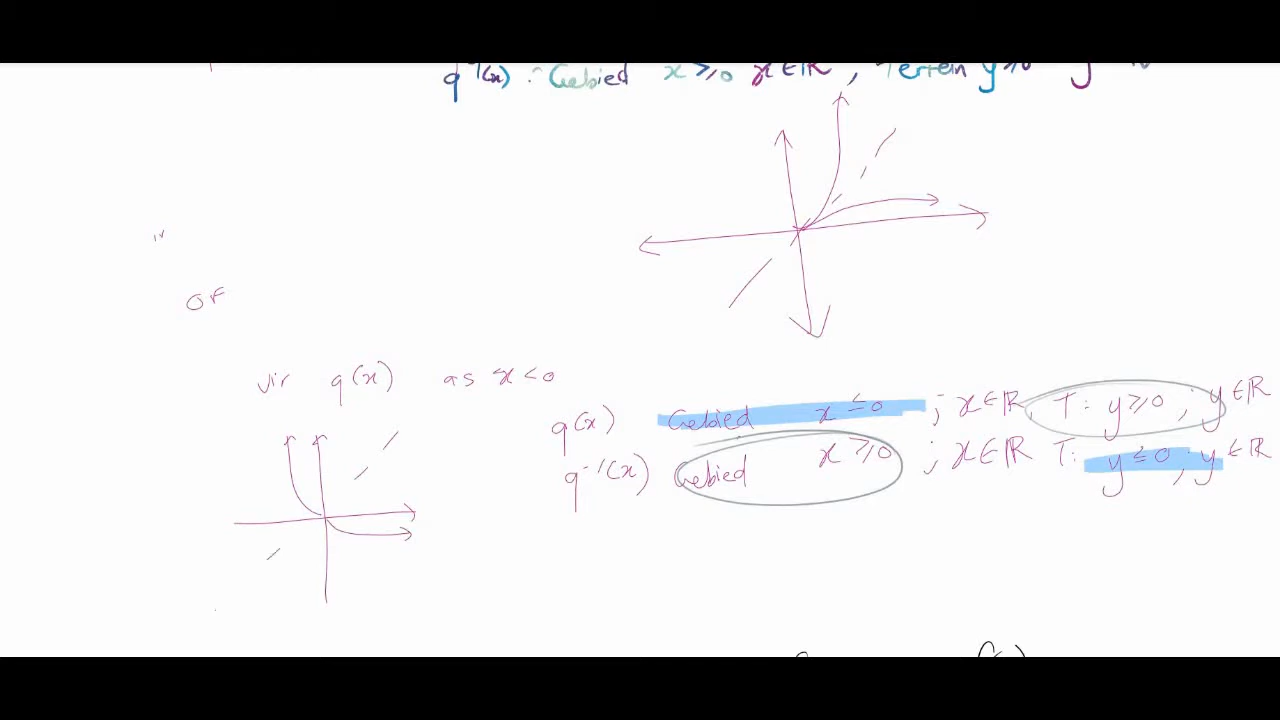 q⁻¹(x) : Gebied x ≥ 0 x ∈ ℝ , Terrein y ≥ 0 y
OF
vir q(x) as x < 0
q(x) Gebied x ≤ 0 ; x ∈ ℝ T: y ≥ 0 ; y ∈ ℝ
q⁻¹(x) Gebied x ≥ 0 ; x ∈ ℝ T: y ≤ 0 ; y ∈ ℝ